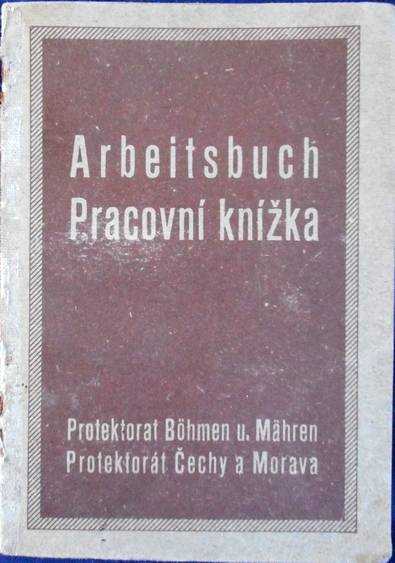 Arbeitsbuch
Pracovní knížka
Protektorat Böhmen u. Mähren
Protektorát Čechy a Morava